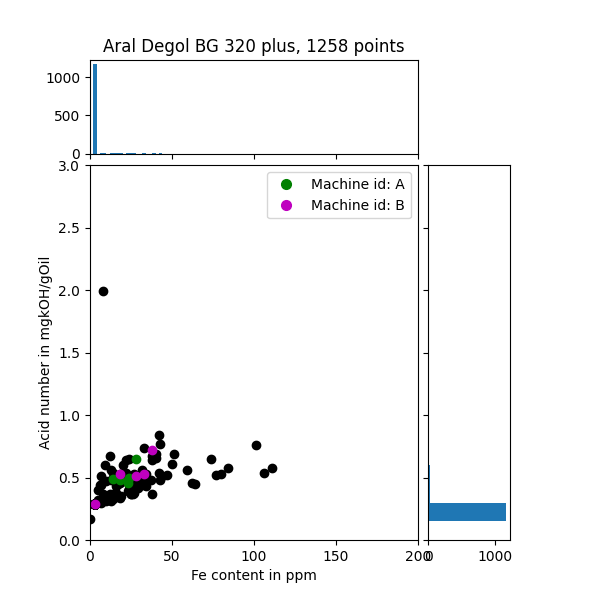 Aral Degol BG 320 plus, 1258 points
1000
500
0
3.0
2.5
2.0
1.5
1.0
0.5
0.0
Acid number in mgkOH/gOil
Machine id: A
Machine id: B
0 50 100 150 200
Fe content in ppm
0 1000